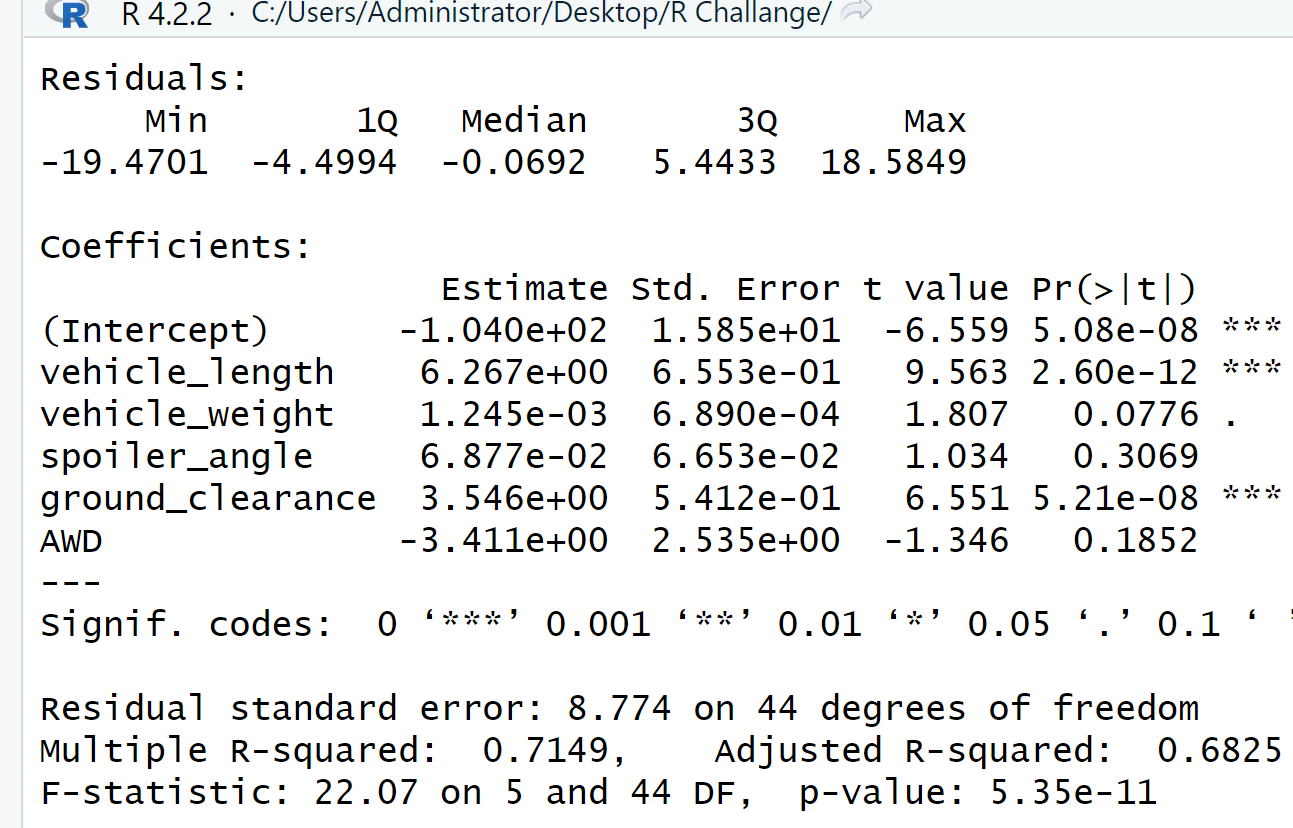 R R 4.2.2 · C:/Users/Administrator/Desktop/R Challange/
Residuals:
     Min       1Q   Median       3Q      Max
-19.4701  -4.4994  -0.0692   5.4433  18.5849

Coefficients:
                   Estimate Std. Error t value Pr(>|t|)
(Intercept)      -1.040e+02  1.585e+01  -6.559 5.08e-08 ***
vehicle_length    6.267e+00  6.553e-01   9.563 2.60e-12 ***
vehicle_weight    1.245e-03  6.890e-04   1.807   0.0776 .
spoiler_angle     6.877e-02  6.653e-02   1.034   0.3069
ground_clearance  3.546e+00  5.412e-01   6.551 5.21e-08 ***
AWD              -3.411e+00  2.535e+00  -1.346   0.1852
---
Signif. codes:  0 ‘***’ 0.001 ‘**’ 0.01 ‘*’ 0.05 ‘.’ 0.1 ‘ ’

Residual standard error: 8.774 on 44 degrees of freedom
Multiple R-squared:  0.7149,    Adjusted R-squared:  0.6825
F-statistic: 22.07 on 5 and 44 DF,  p-value: 5.35e-11